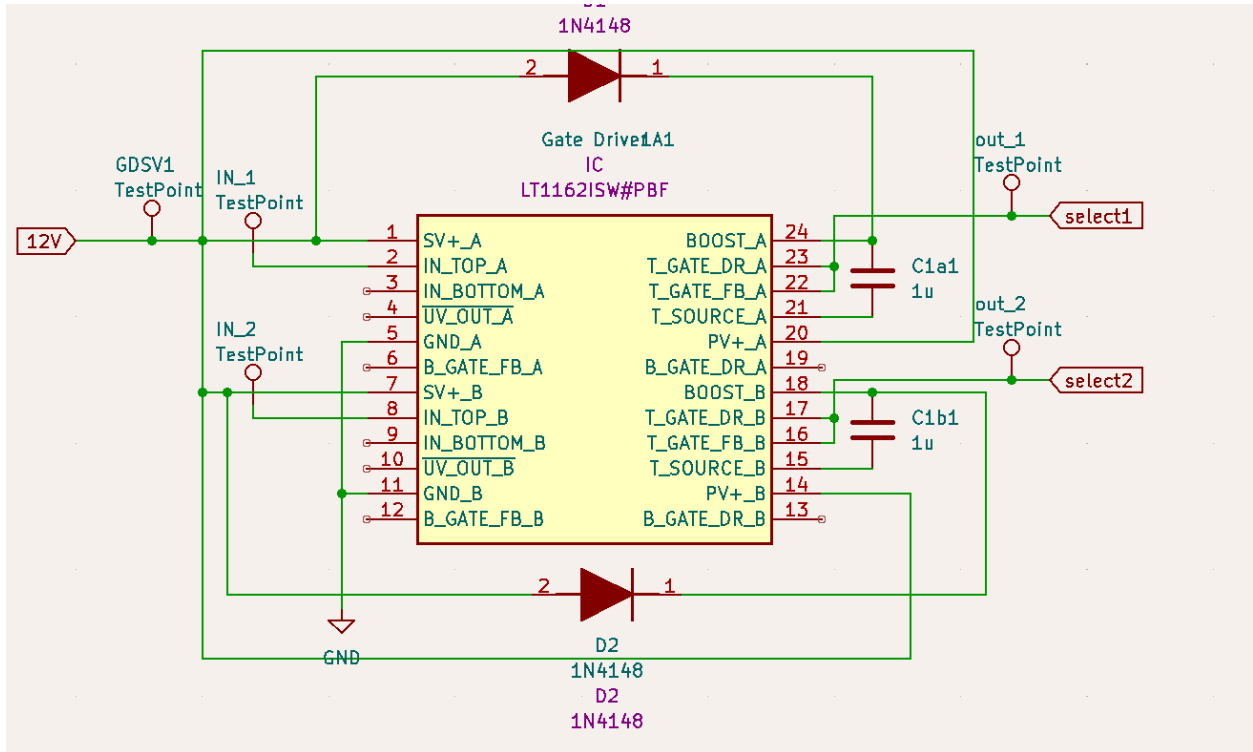 1N4148
2
1
Gate Driver1A1
IC
LT1162ISW#PBF
GDSV1
TestPoint
IN_1
TestPoint
out_1
TestPoint
12V
select1
1
SV+_A
BOOST_A
24
2
IN_TOP_A
T_GATE_DR_A
23
3
IN_BOTTOM_A
T_GATE_FB_A
22
4
UV_OUT_A
T_SOURCE_A
21
5
GND_A
PV+_A
20
6
B_GATE_FB_A
B_GATE_DR_A
19
7
SV+_B
BOOST_B
18
8
IN_TOP_B
T_GATE_DR_B
17
9
IN_BOTTOM_B
T_GATE_FB_B
16
10
UV_OUT_B
T_SOURCE_B
15
11
GND_B
PV+_B
14
12
B_GATE_FB_B
B_GATE_DR_B
13
C1a1
1u
IN_2
TestPoint
out_2
TestPoint
select2
C1b1
1u
2
1
GND
D2
1N4148
D2
1N4148